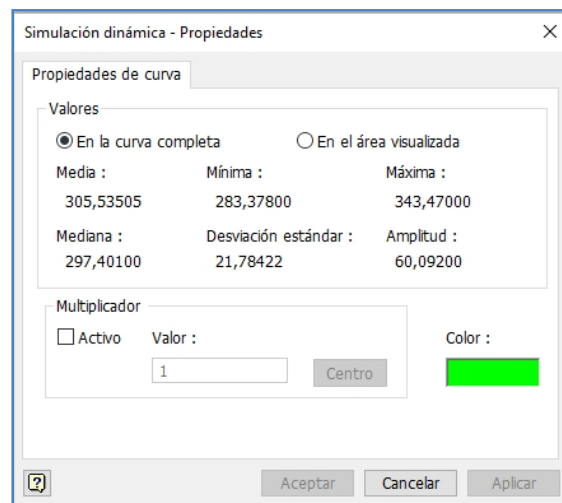 Simulación dinámica - Propiedades
Propiedades de curva
Valores
En la curva completa En el área visualizada
Media : Mínima : Máxima :
305,53505 283,37800 343,47000
Mediana : Desviación estándar : Amplitud :
297,40100 21,78422 60,09200
Multiplicador
Activo Valor : Color :
1 Centro
Aceptar Cancelar Aplicar